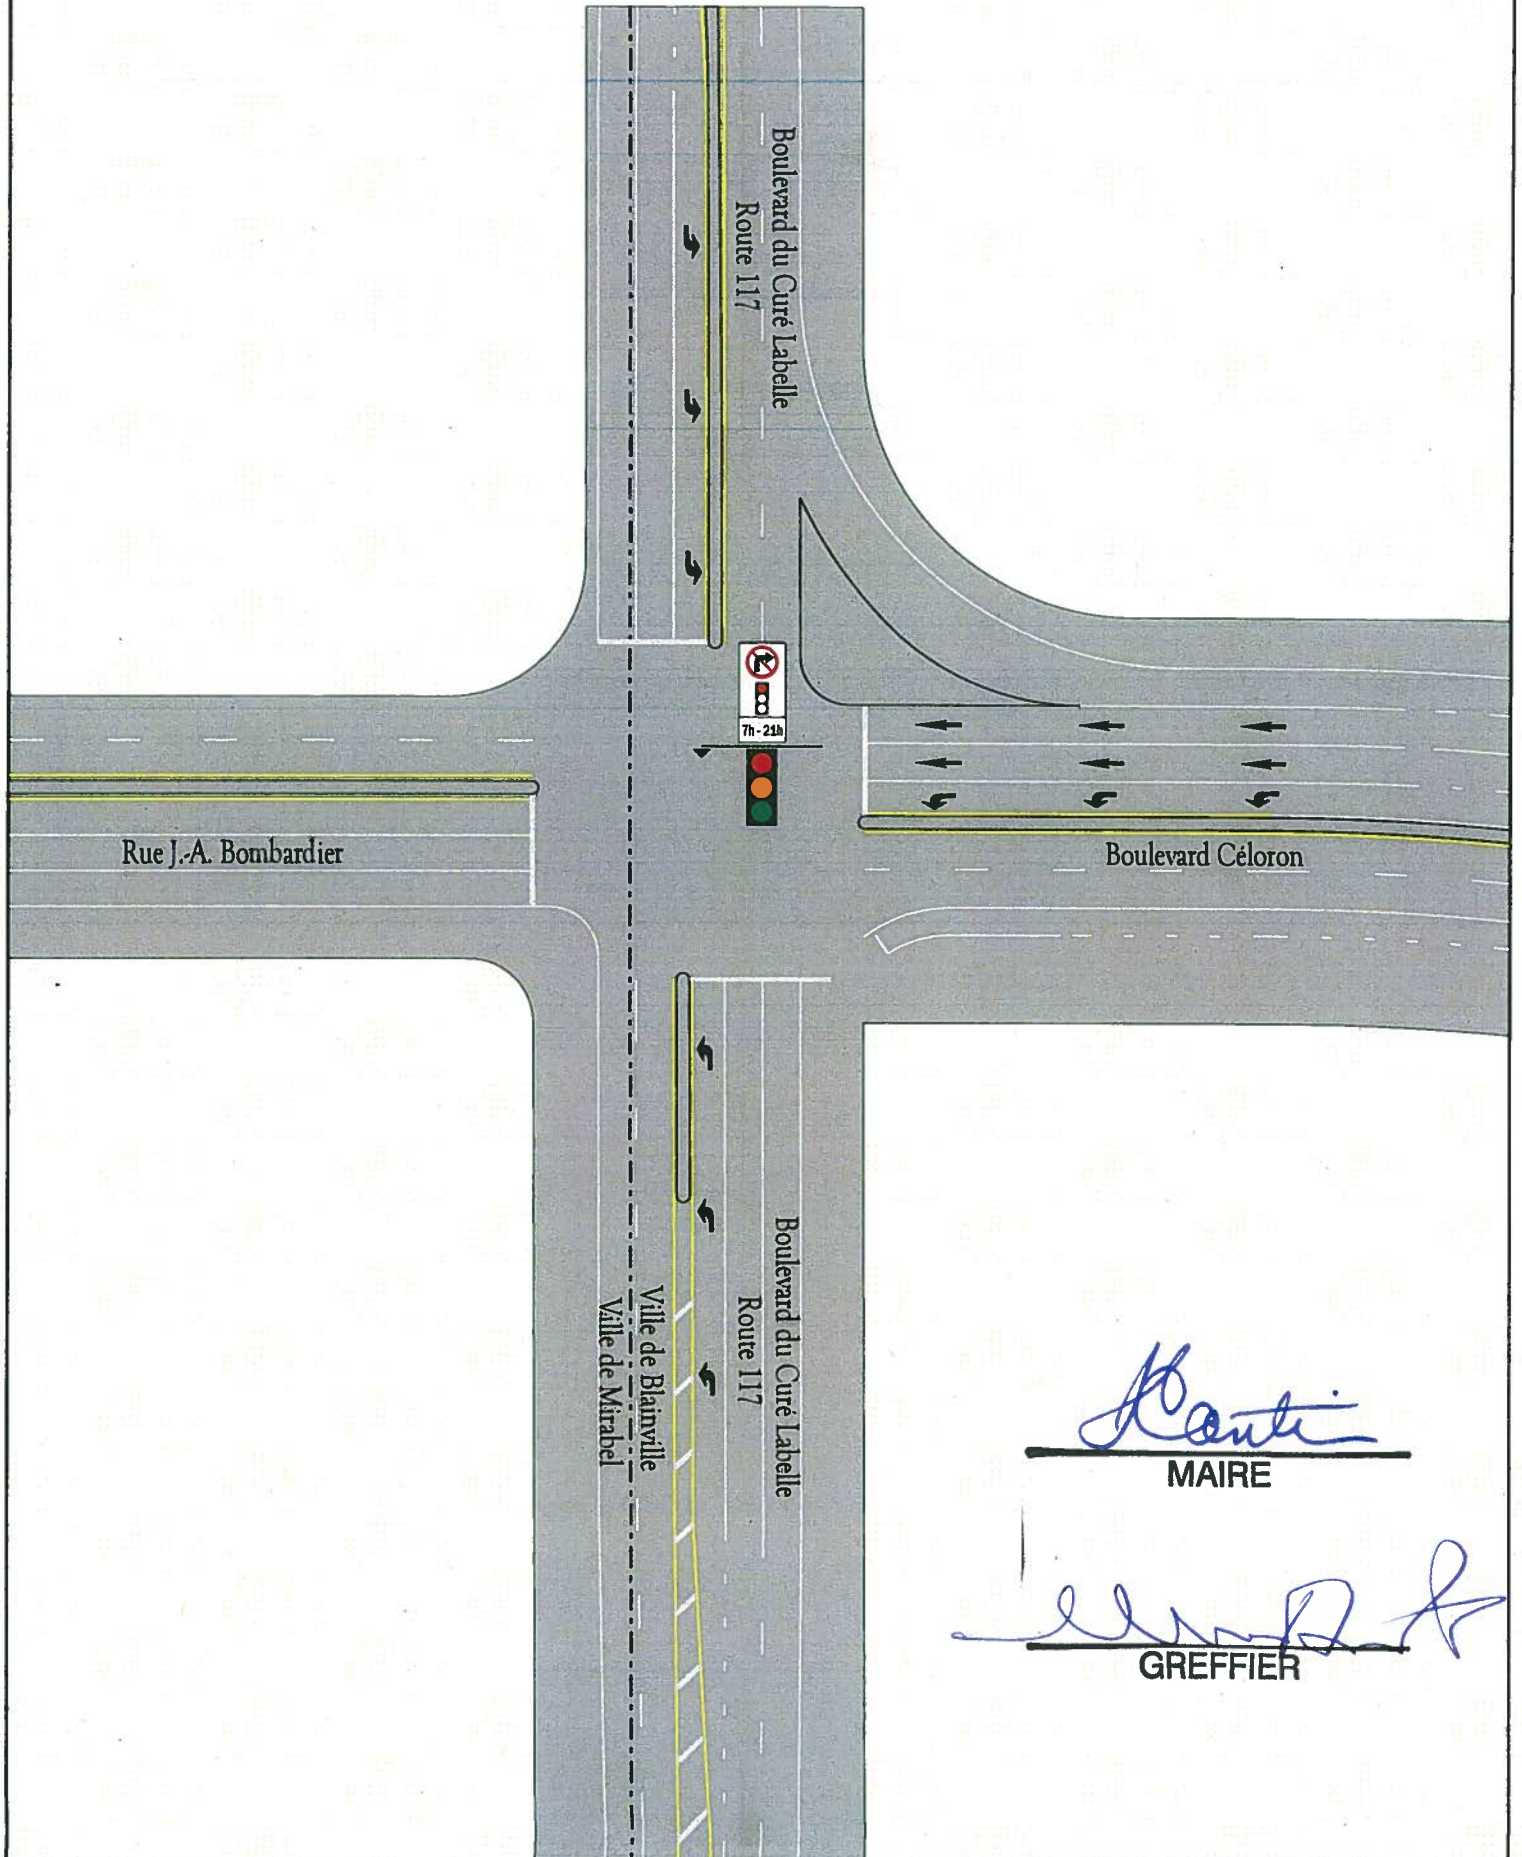 Boulevard du Curé Labelle
Route 117
7h - 21h
Rue J.-A. Bombardier
Boulevard Céloron
Boulevard du Curé Labelle
Route 117
Ville de Blainville
Ville de Mirabel
MAIRE
GREFFIER